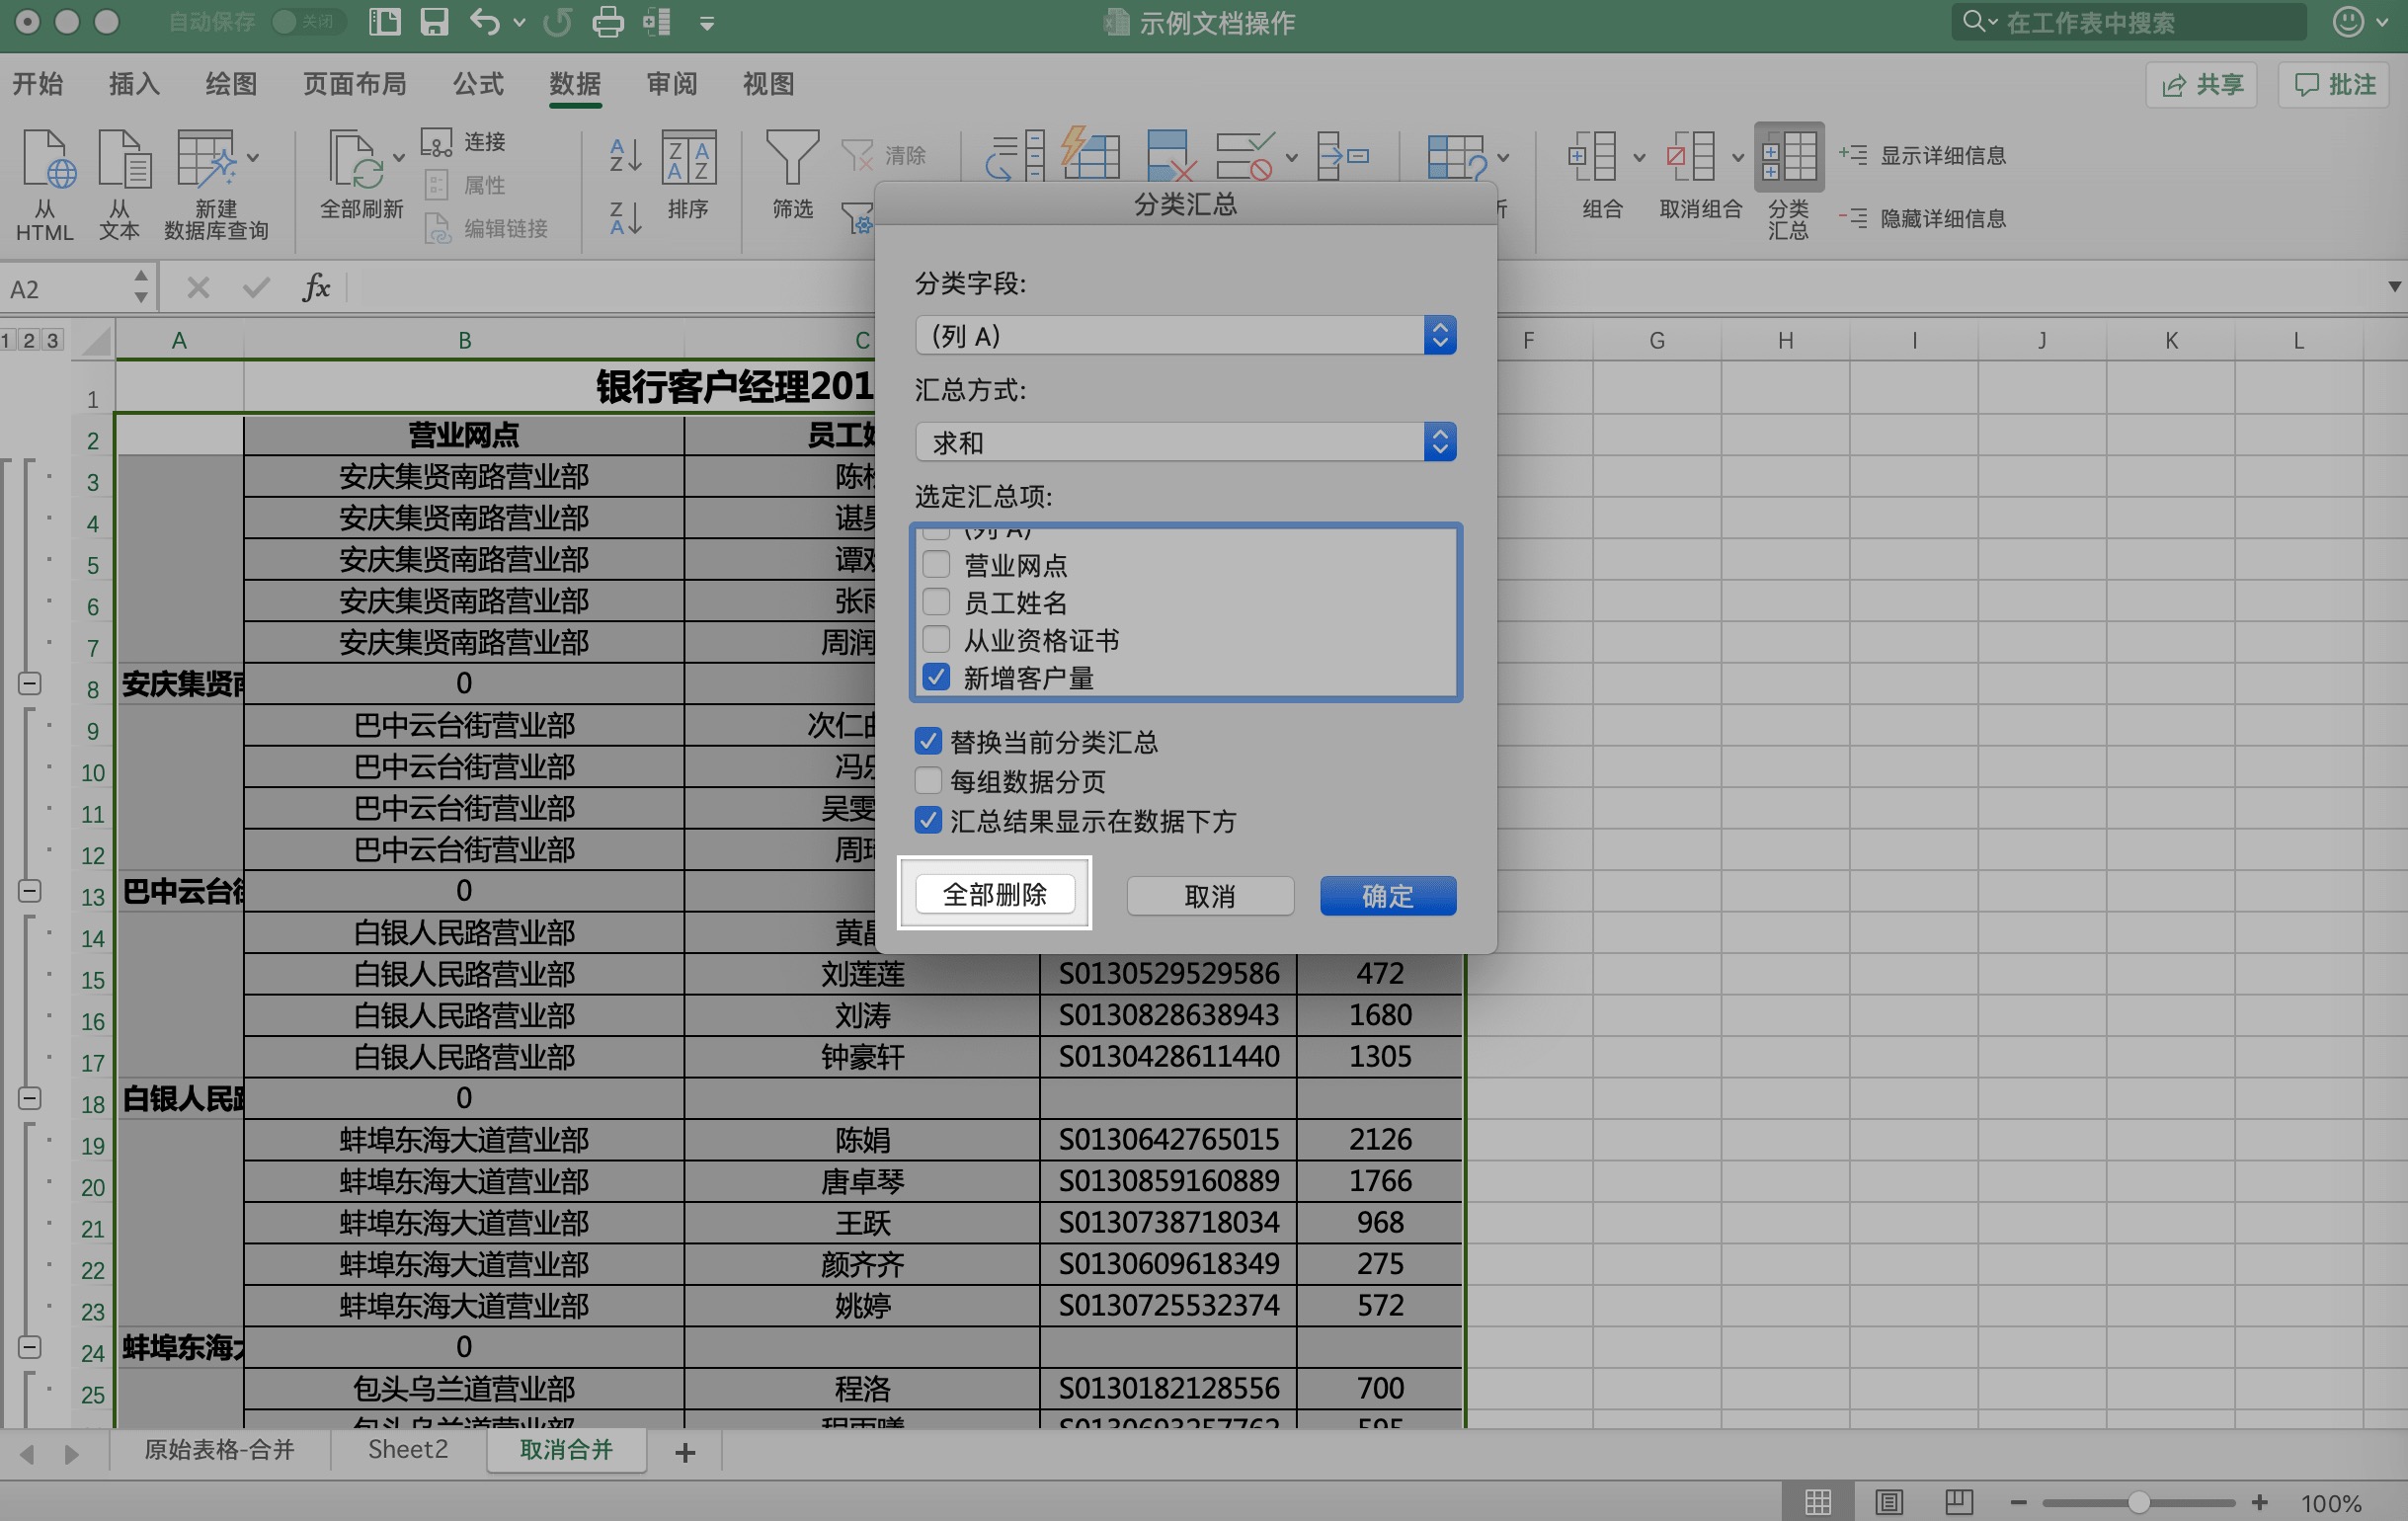 自动保存 关闭 示例文档操作 在工作表中搜索
开始 插入 绘图 页面布局 公式 数据 审阅 视图 共享 批注
从 HTML
从 文本
新建 数据库查询
全部刷新
连接
属性
编辑链接
排序
筛选
清除
组合
取消组合
分类 汇总
显示详细信息
隐藏详细信息
A2 fx
1 2 3 A B C F G H I J K L
1 银行客户经理201
2 营业网点
3 安庆集贤南路营业部
4 安庆集贤南路营业部
5 安庆集贤南路营业部
6 安庆集贤南路营业部
7 安庆集贤南路营业部 周润
8 安庆集贤 0
9 巴中云台街营业部 次仁
10 巴中云台街营业部
11 巴中云台街营业部 吴雯
12 巴中云台街营业部
13 巴中云台 0
14 白银人民路营业部
15 白银人民路营业部 刘莲莲 S0130529529586 472
16 白银人民路营业部 刘涛 S0130828638943 1680
17 白银人民路营业部 钟豪轩 S0130428611440 1305
18 白银人民 0
19 蚌埠东海大道营业部 陈娟 S0130642765015 2126
20 蚌埠东海大道营业部 唐卓琴 S0130859160889 1766
21 蚌埠东海大道营业部 王跃 S0130738718034 968
22 蚌埠东海大道营业部 颜齐齐 S0130609618349 275
23 蚌埠东海大道营业部 姚婷 S0130725532374 572
24 蚌埠东海 0
25 包头乌兰道营业部 程洛 S0130182128556 700
分类汇总
分类字段:
(列 A)
汇总方式:
求和
选定汇总项:
(列 A)
营业网点
员工姓名
从业资格证书
新增客户量
替换当前分类汇总
每组数据分页
汇总结果显示在数据下方
全部删除 取消 确定
原始表格-合并 Sheet2 取消合并
100%